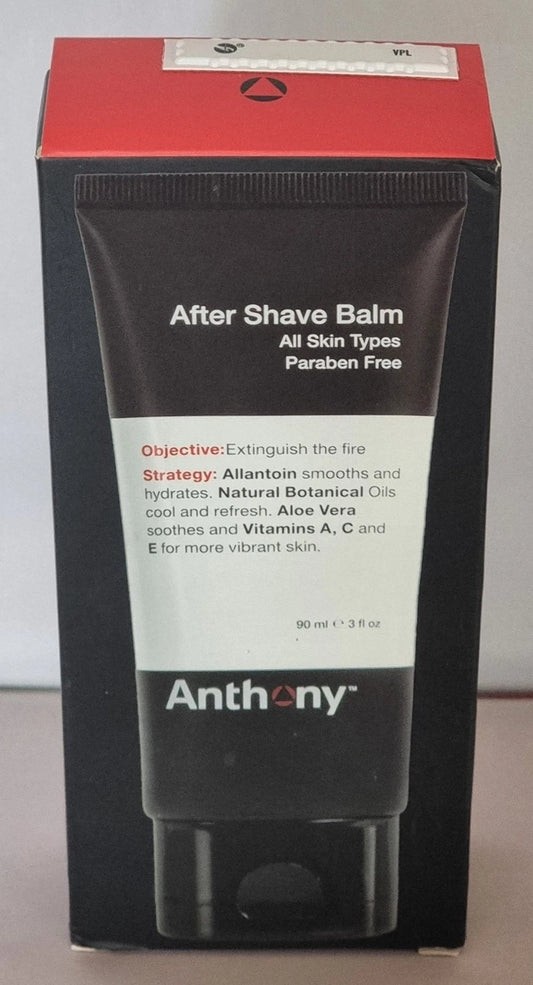 VPL
After Shave Balm
All Skin Types
Paraben Free
Objective:Extinguish the fire
Strategy: Allantoin smooths and
hydrates. Natural Botanical Oils
cool and refresh. Aloe Vera
soothes and Vitamins A, C and
E for more vibrant skin.
90 ml ℮ 3 fl oz
Anthony™